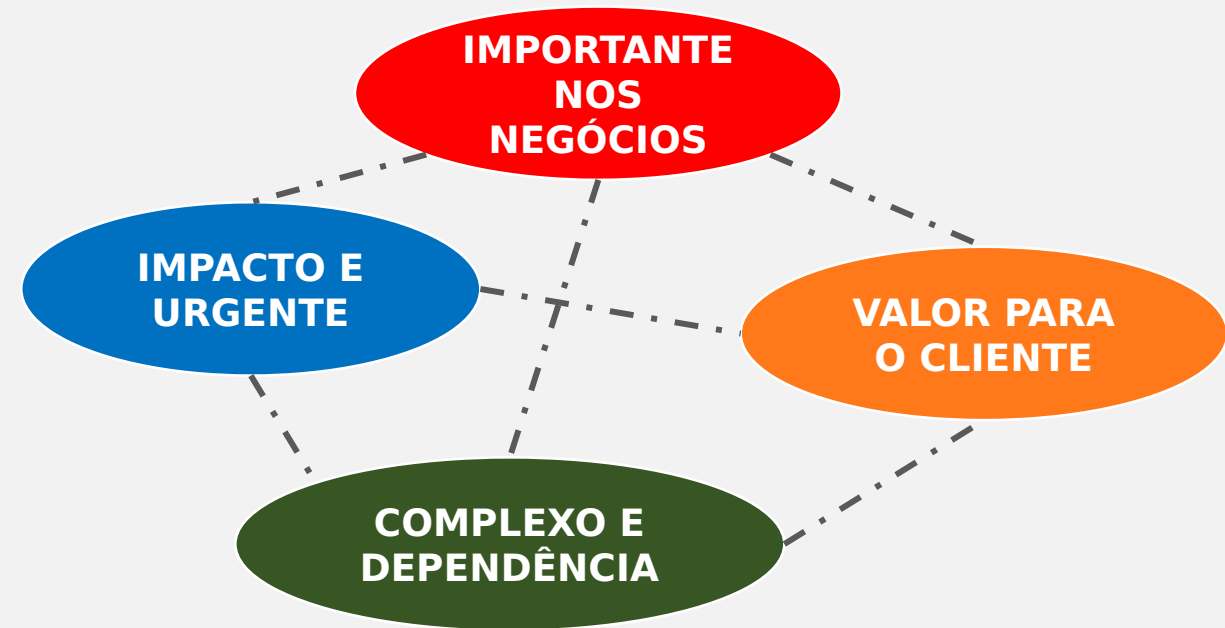 IMPORTANTE
NOS
NEGÓCIOS
IMPACTO E
URGENTE
VALOR PARA
O CLIENTE
COMPLEXO E
DEPENDÊNCIA